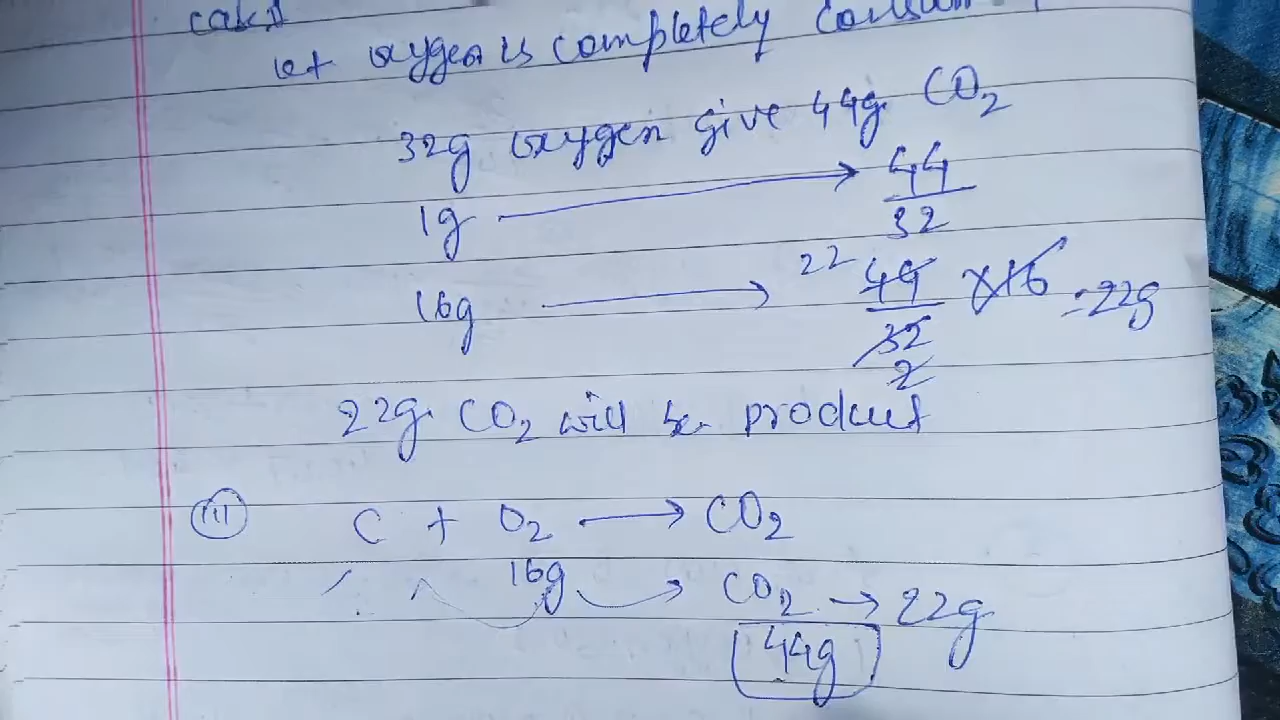 let oxygen is completely
32g oxygen give 44g CO2
1g → 44/32
16g → 22 44/32 2 x16 = 22g
22g. CO2 will be product
(III) C + O2 → CO2
16g → CO2 → 22g
44g